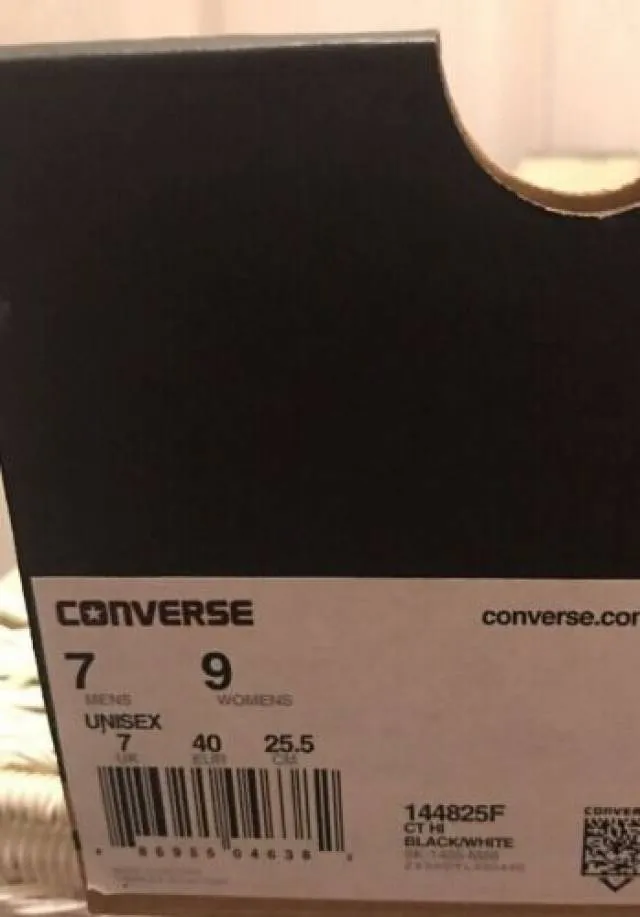 CONVERSE
converse.com
7 9
MENS WOMENS
UNISEX
7 40 25.5
UK EUR CM
144825F
CT HI
BLACK/WHITE
CONVER